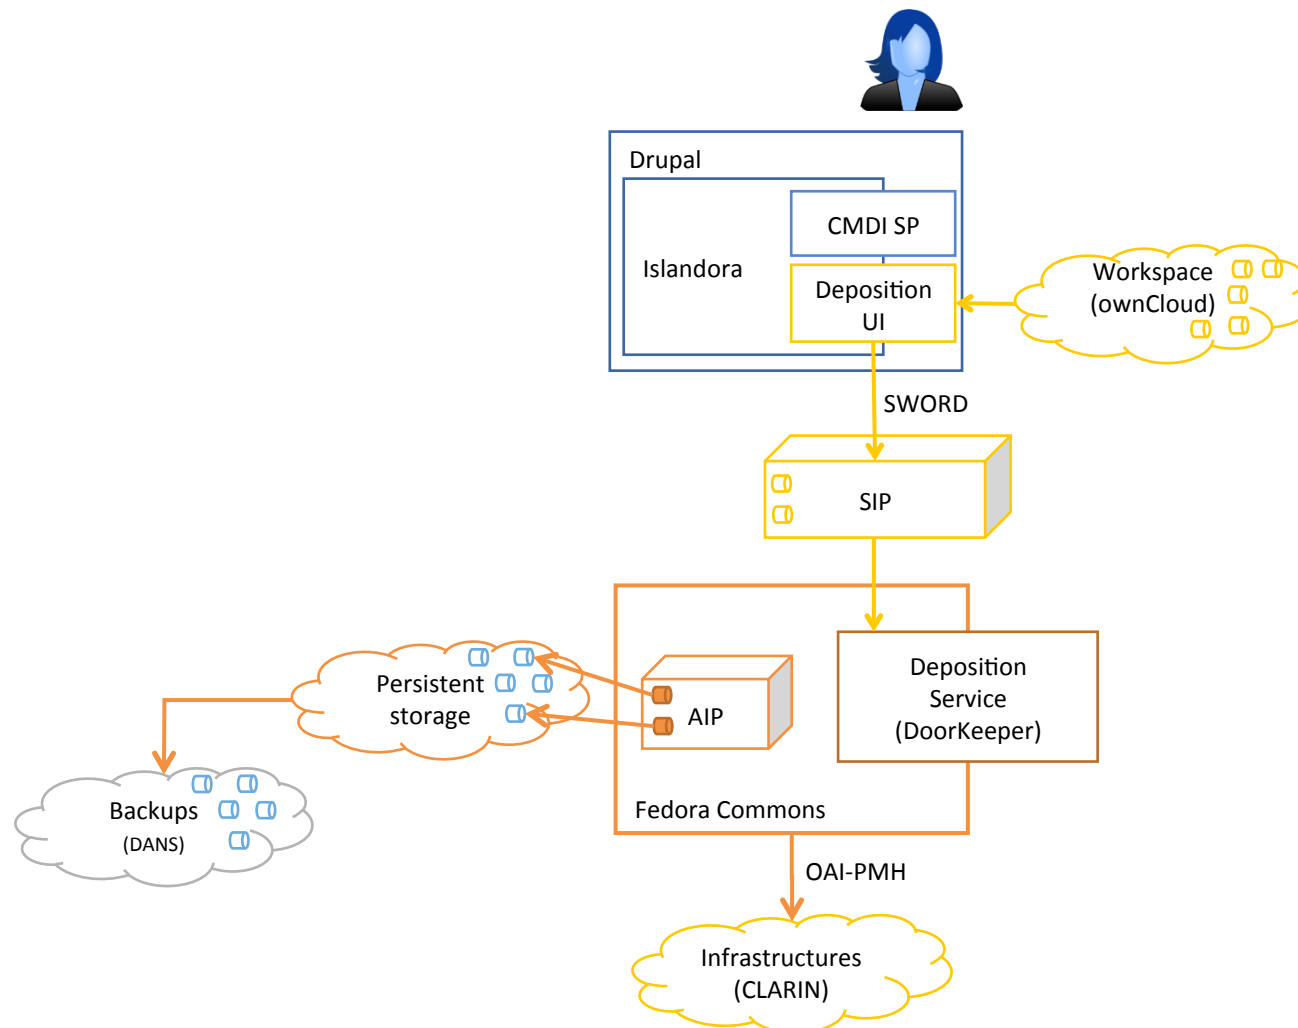 Drupal
CMDI SP
Islandora
Deposition
UI
Workspace
(ownCloud)
SWORD
SIP
Deposition
Service
(DoorKeeper)
Persistent
storage
AIP
Backups
(DANS)
Fedora Commons
OAI-PMH
Infrastructures
(CLARIN)